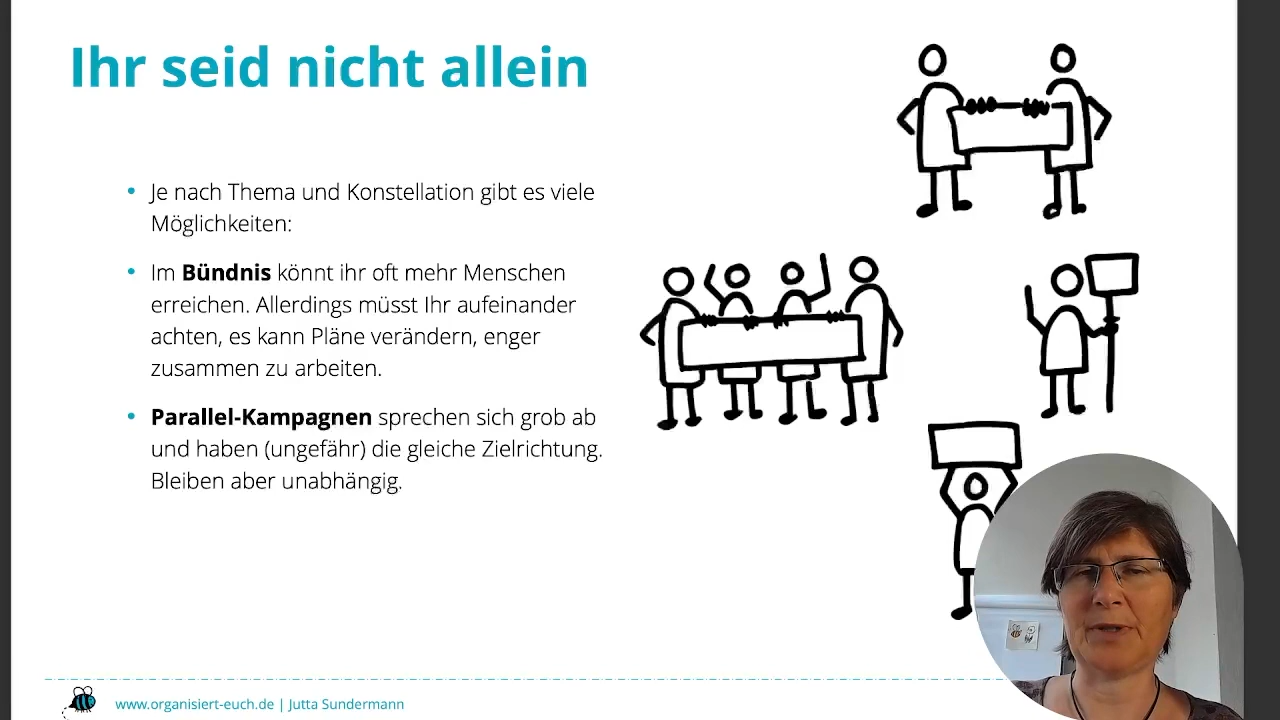 Ihr seid nicht allein
• Je nach Thema und Konstellation gibt es viele
Möglichkeiten:
• Im Bündnis könnt ihr oft mehr Menschen
erreichen. Allerdings müsst Ihr aufeinander
achten, es kann Pläne verändern, enger
zusammen zu arbeiten.
• Parallel-Kampagnen sprechen sich grob ab
und haben (ungefähr) die gleiche Zielrichtung.
Bleiben aber unabhängig.
www.organisiert-euch.de | Jutta Sundermann